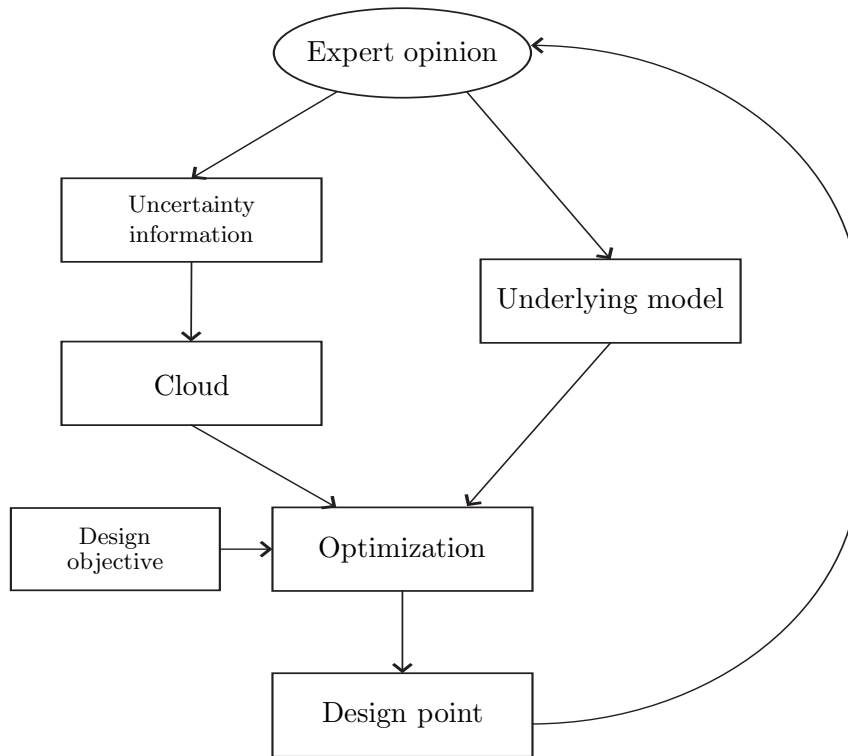 Expert opinion
Uncertainty
information
Underlying model
Cloud
Design
objective
Optimization
Design point